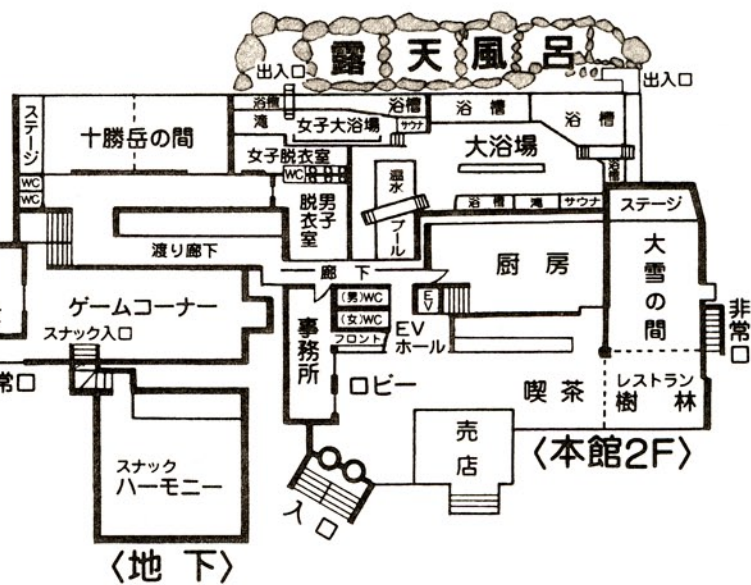 露天風呂
出入口
出入口
ステージ
十勝岳の間
浴槽
滝
女子大浴場
浴槽
サウナ
浴槽
浴槽
大浴場
女子脱衣室
WC
男子脱衣室
温水プール
浴槽
滝
サウナ
浴槽
WC
WC
渡り廊下
廊下
ステージ
大雪の間
厨房
ゲームコーナー
スナック入口
事務所
(男)WC
(女)WC
フロント
EV
EV
ホール
ロビー
喫茶
レストラン
樹林
非常口
常口
売店
入口
〈本館2F〉
スナック
ハーモニー
〈地下〉